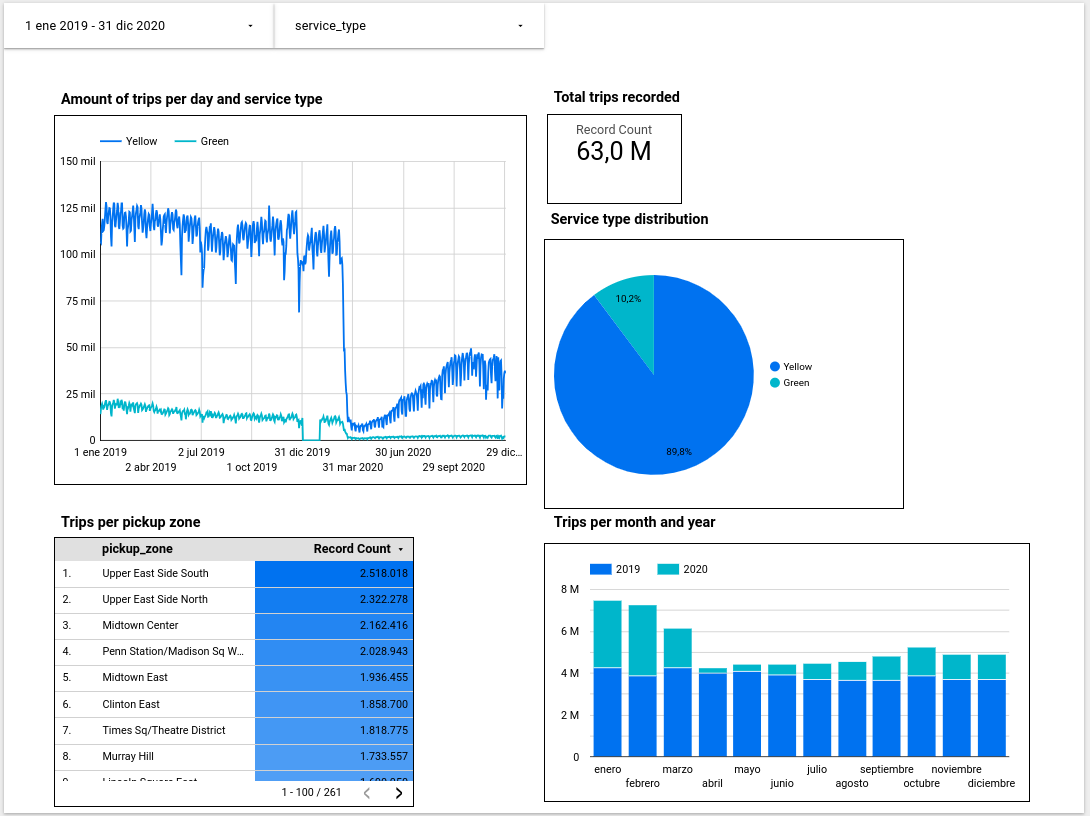 1 ene 2019 - 31 dic 2020
service_type
Amount of trips per day and service type
Yellow Green
150 mil
125 mil
100 mil
75 mil
50 mil
25 mil
0
1 ene 2019 2 jul 2019 31 dic 2019 30 jun 2020 29 dic...
2 abr 2019 1 oct 2019 31 mar 2020 29 sept 2020
Total trips recorded
Record Count
63,0 M
Service type distribution
10,2%
89,8%
Yellow
Green
Trips per pickup zone
pickup_zone Record Count
1. Upper East Side South 2.518.018
2. Upper East Side North 2.322.278
3. Midtown Center 2.162.416
4. Penn Station/Madison Sq W... 2.028.943
5. Midtown East 1.936.455
6. Clinton East 1.858.700
7. Times Sq/Theatre District 1.818.775
8. Murray Hill 1.733.557
1 - 100 / 261
Trips per month and year
2019 2020
8 M
6 M
4 M
2 M
0
enero marzo mayo julio septiembre noviembre
febrero abril junio agosto octubre diciembre